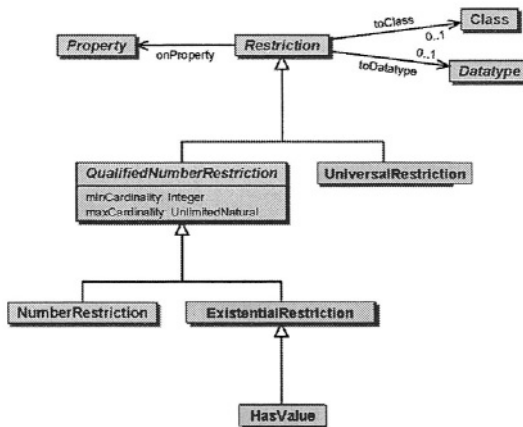 Property
Restriction
Class
toClass
0..1
onProperty
0..1
toDatatype
Datatype
QualifiedNumberRestriction
minCardinality: Integer
maxCardinality: UnlimitedNatural
UniversalRestriction
NumberRestriction
ExistentialRestriction
HasValue